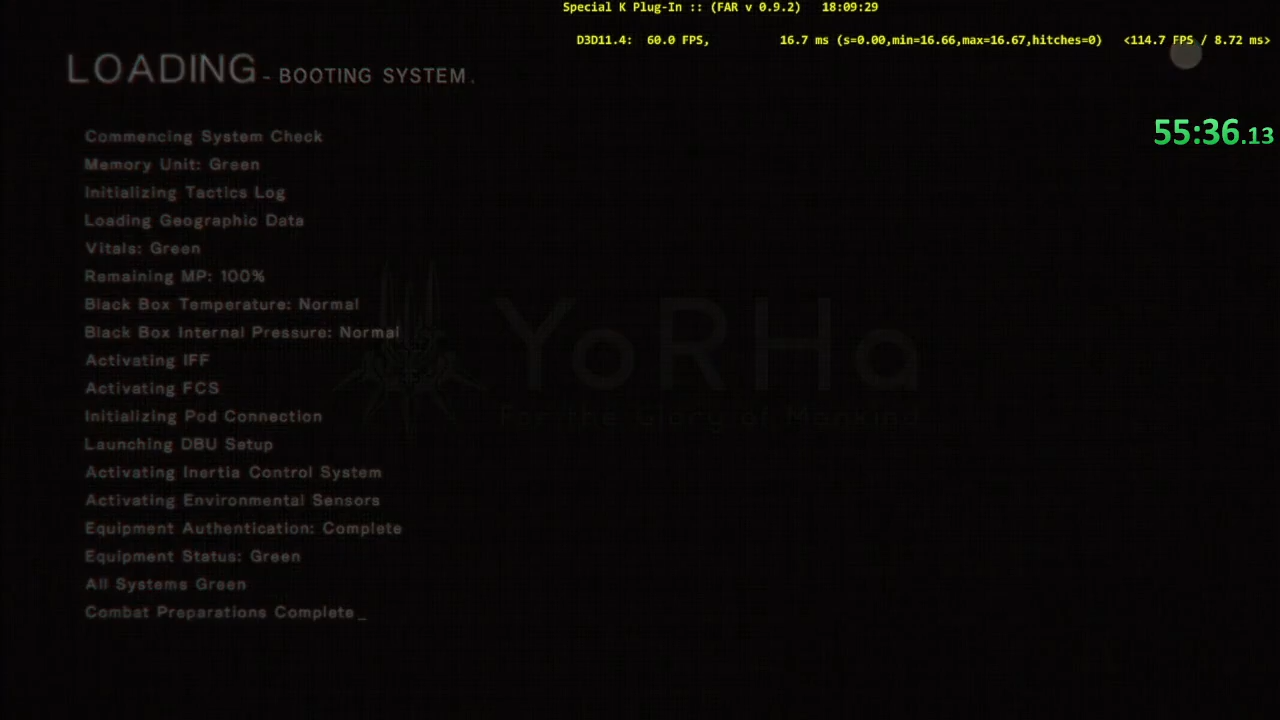 Special K Plug-In :: (FAR v 0.9.2)   18:09:29
D3D11.4:  60.0 FPS,          16.7 ms (s=0.00,min=16.66,max=16.67,hitches=0)   <114.7 FPS / 8.72 ms>
LOADING - BOOTING SYSTEM.
55:36.13
Commencing System Check
Memory Unit: Green
Initializing Tactics Log
Loading Geographic Data
Vitals: Green
Remaining MP: 100%
Black Box Temperature: Normal
Black Box Internal Pressure: Normal
Activating IFF
Activating FCS
Initializing Pod Connection
Launching DBU Setup
Activating Inertia Control System
Activating Environmental Sensors
Equipment Authentication: Complete
Equipment Status: Green
All Systems Green
Combat Preparations Complete_
YoRHa
For the Glory of Mankind